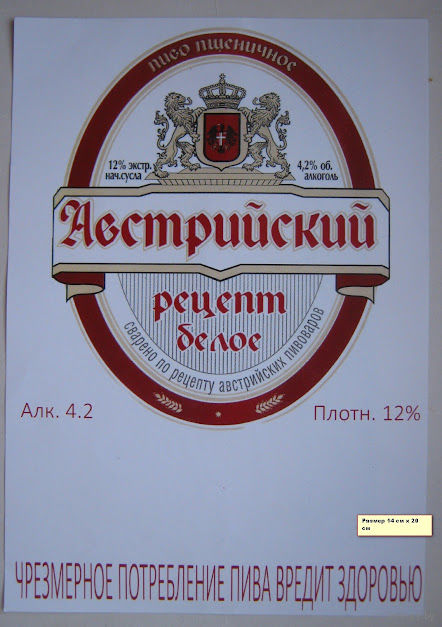 пиво пшеничное
12% экстр. нач.сусла
4,2% об. алкоголь
Австрийский
рецепт
белое
сварено по рецепту австрийских пивоваров
Алк. 4.2
Плотн. 12%
Размер 14 см х 20
см
ЧРЕЗМЕРНОЕ ПОТРЕБЛЕНИЕ ПИВА ВРЕДИТ ЗДОРОВЬЮ